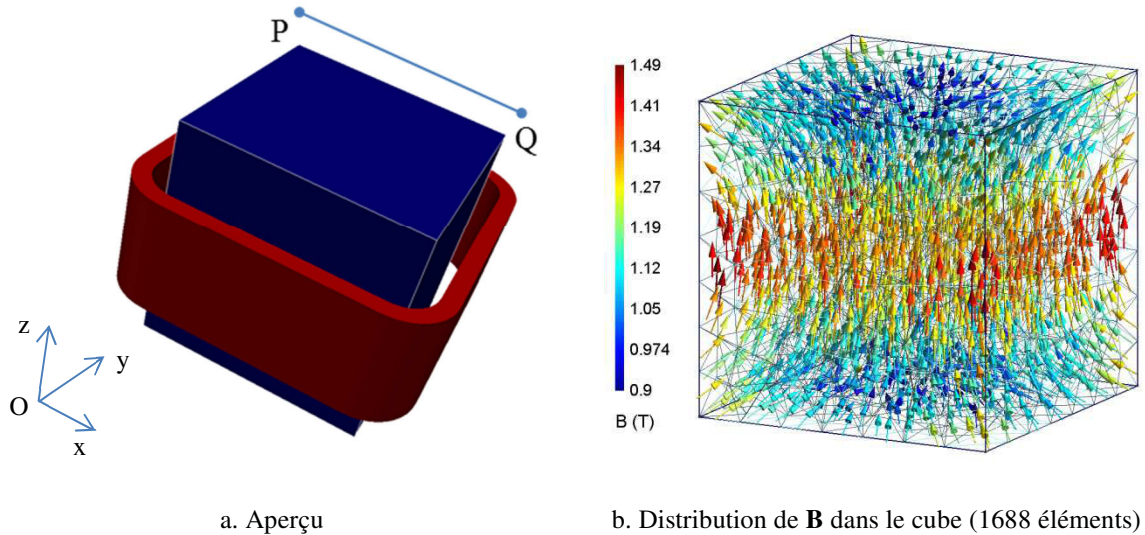 P
Q
z
y
O
x
1.49
1.41
1.34
1.27
1.19
1.12
1.05
0.974
0.9
B (T)
a. Aperçu
b. Distribution de B dans le cube (1688 éléments)